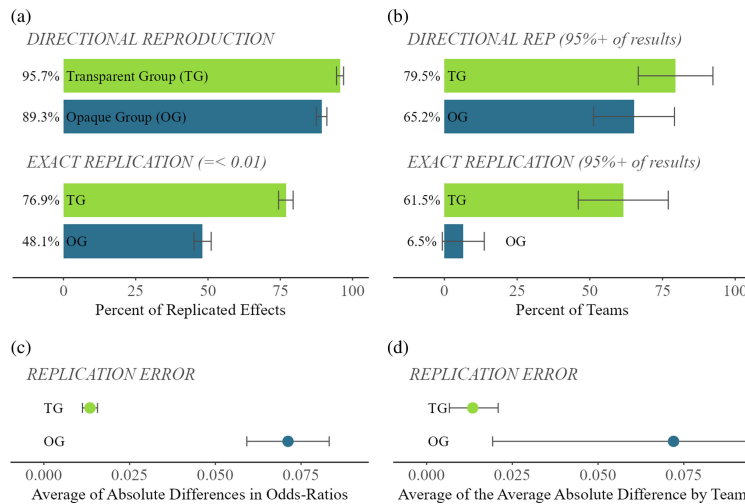 (a)
DIRECTIONAL REPRODUCTION
95.7% Transparent Group (TG)
89.3% Opaque Group (OG)
EXACT REPLICATION (=< 0.01)
76.9% TG
48.1% OG
0 25 50 75 100
Percent of Replicated Effects
(b)
DIRECTIONAL REP (95%+ of results)
79.5% TG
65.2% OG
EXACT REPLICATION (95%+ of results)
61.5% TG
6.5% OG
0 25 50 75 100
Percent of Teams
(c)
REPLICATION ERROR
TG
OG
0.000 0.025 0.050 0.075
Average of Absolute Differences in Odds-Ratios
(d)
REPLICATION ERROR
TG
OG
0.000 0.025 0.050 0.075
Average of the Average Absolute Difference by Team